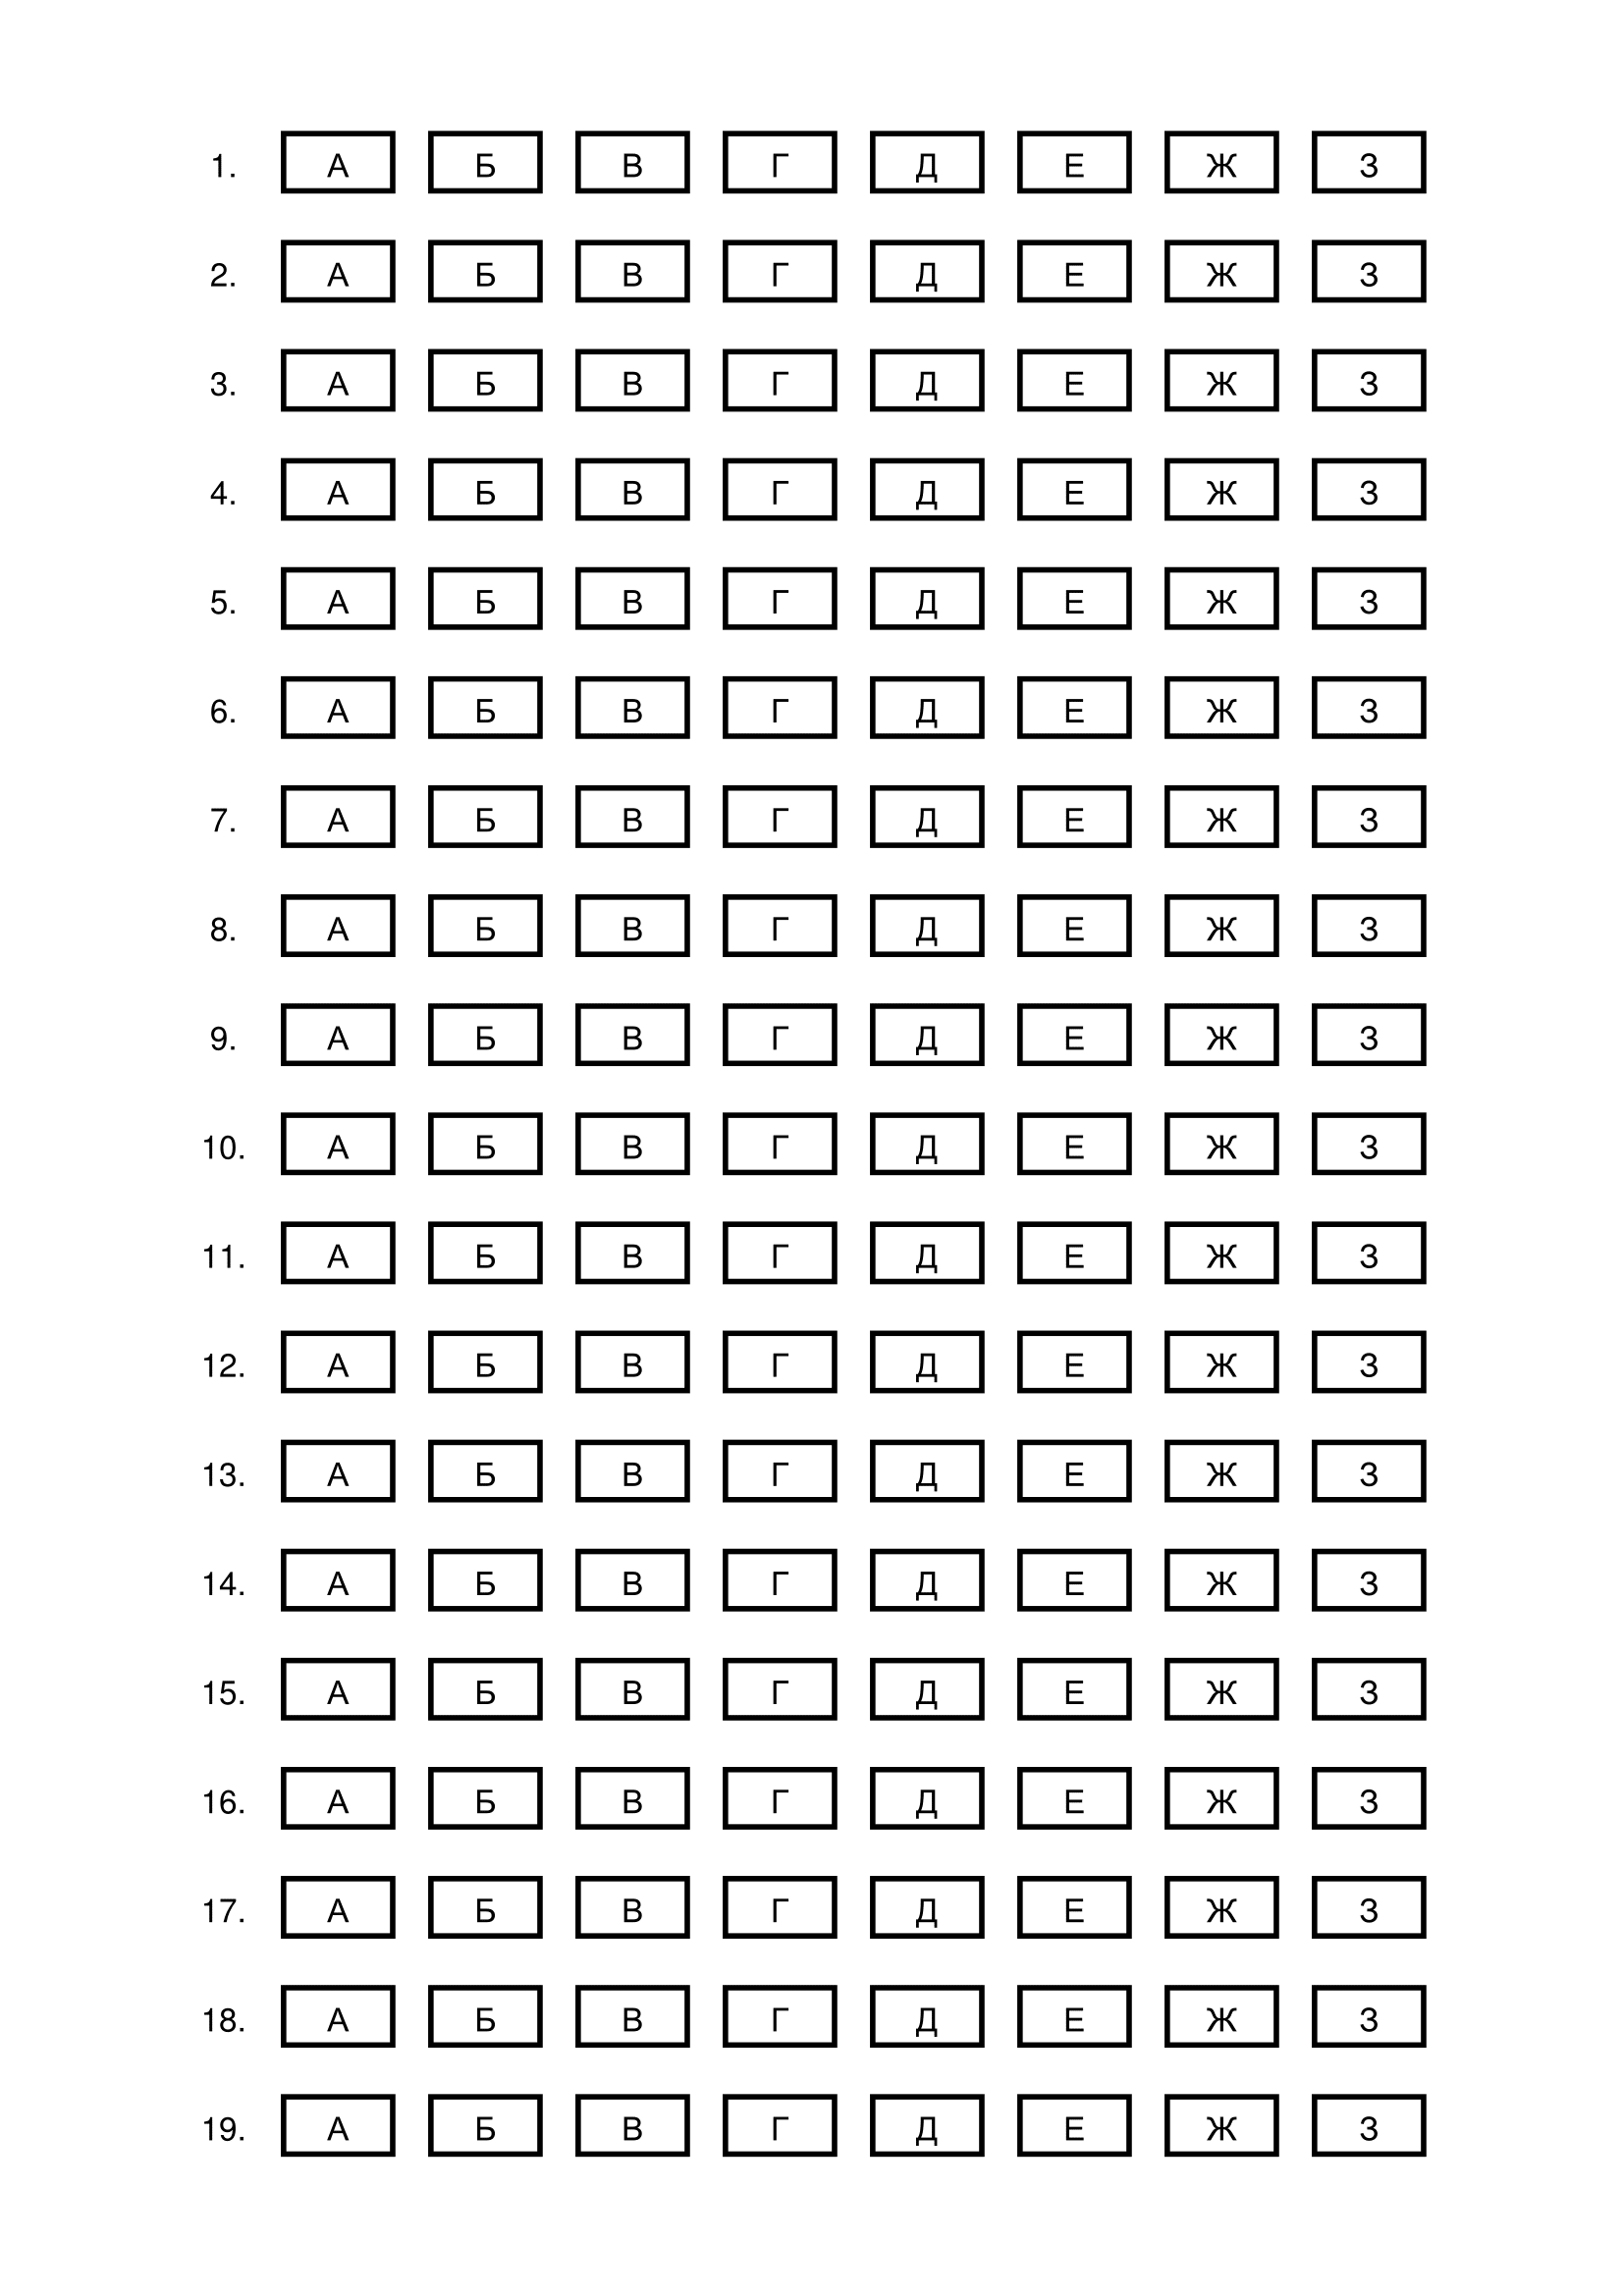 1. А Б В Г Д Е Ж З
2. А Б В Г Д Е Ж З
3. А Б В Г Д Е Ж З
4. А Б В Г Д Е Ж З
5. А Б В Г Д Е Ж З
6. А Б В Г Д Е Ж З
7. А Б В Г Д Е Ж З
8. А Б В Г Д Е Ж З
9. А Б В Г Д Е Ж З
10. А Б В Г Д Е Ж З
11. А Б В Г Д Е Ж З
12. А Б В Г Д Е Ж З
13. А Б В Г Д Е Ж З
14. А Б В Г Д Е Ж З
15. А Б В Г Д Е Ж З
16. А Б В Г Д Е Ж З
17. А Б В Г Д Е Ж З
18. А Б В Г Д Е Ж З
19. А Б В Г Д Е Ж З